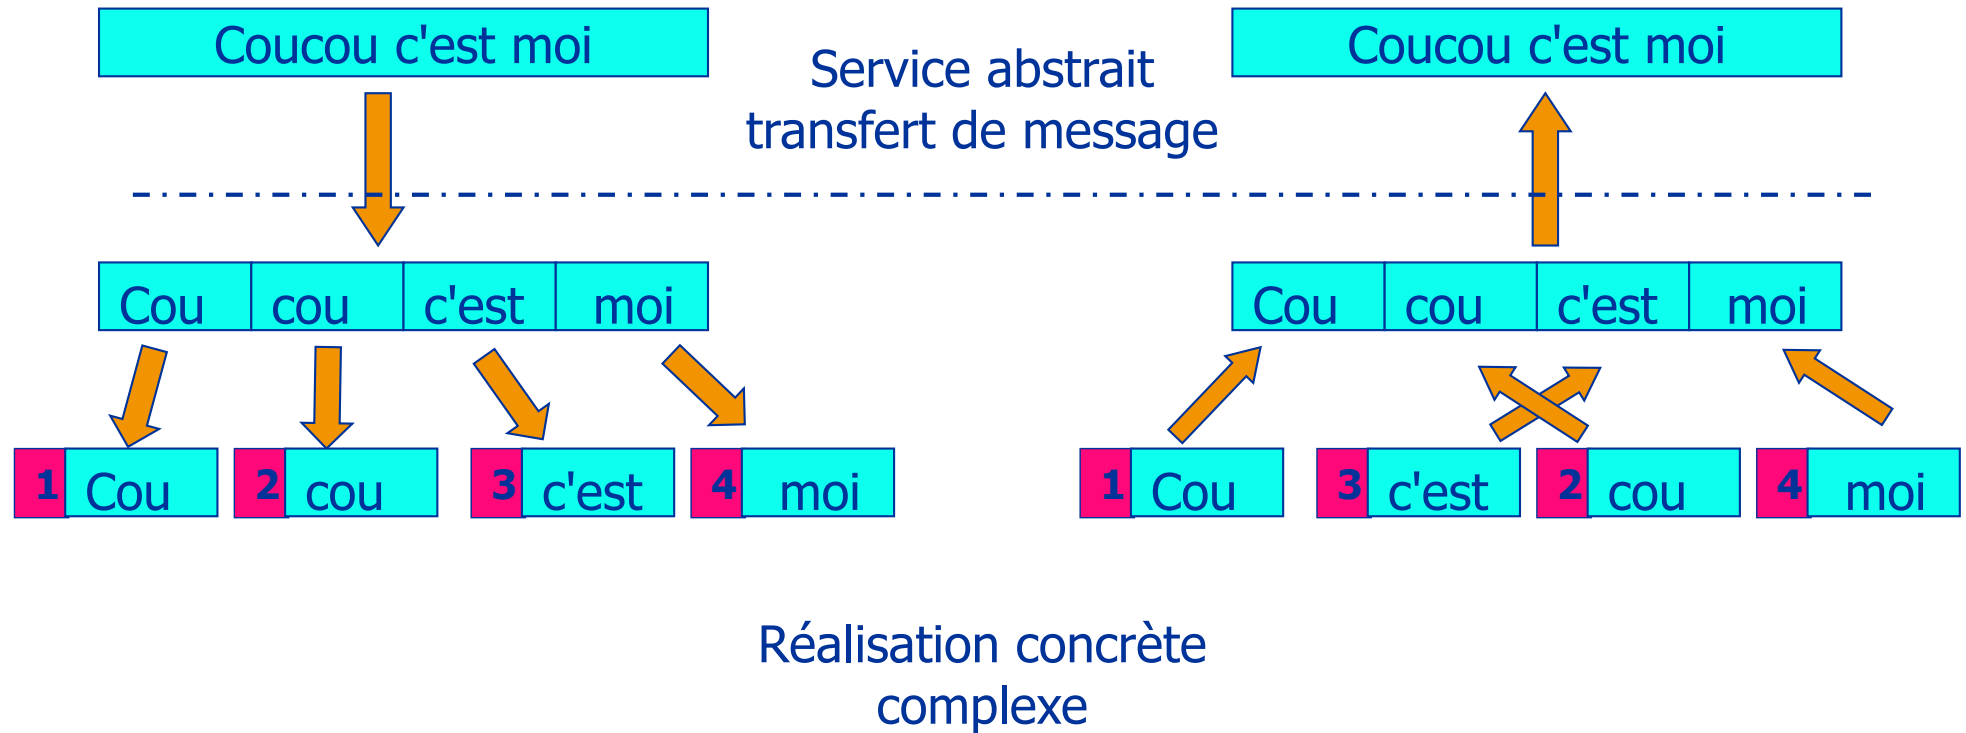 Coucou c'est moi
Coucou c'est moi
Service abstrait
transfert de message
Cou cou c'est moi
Cou cou c'est moi
1 Cou 2 cou 3 c'est 4 moi
1 Cou 3 c'est 2 cou 4 moi
Réalisation concrète
complexe